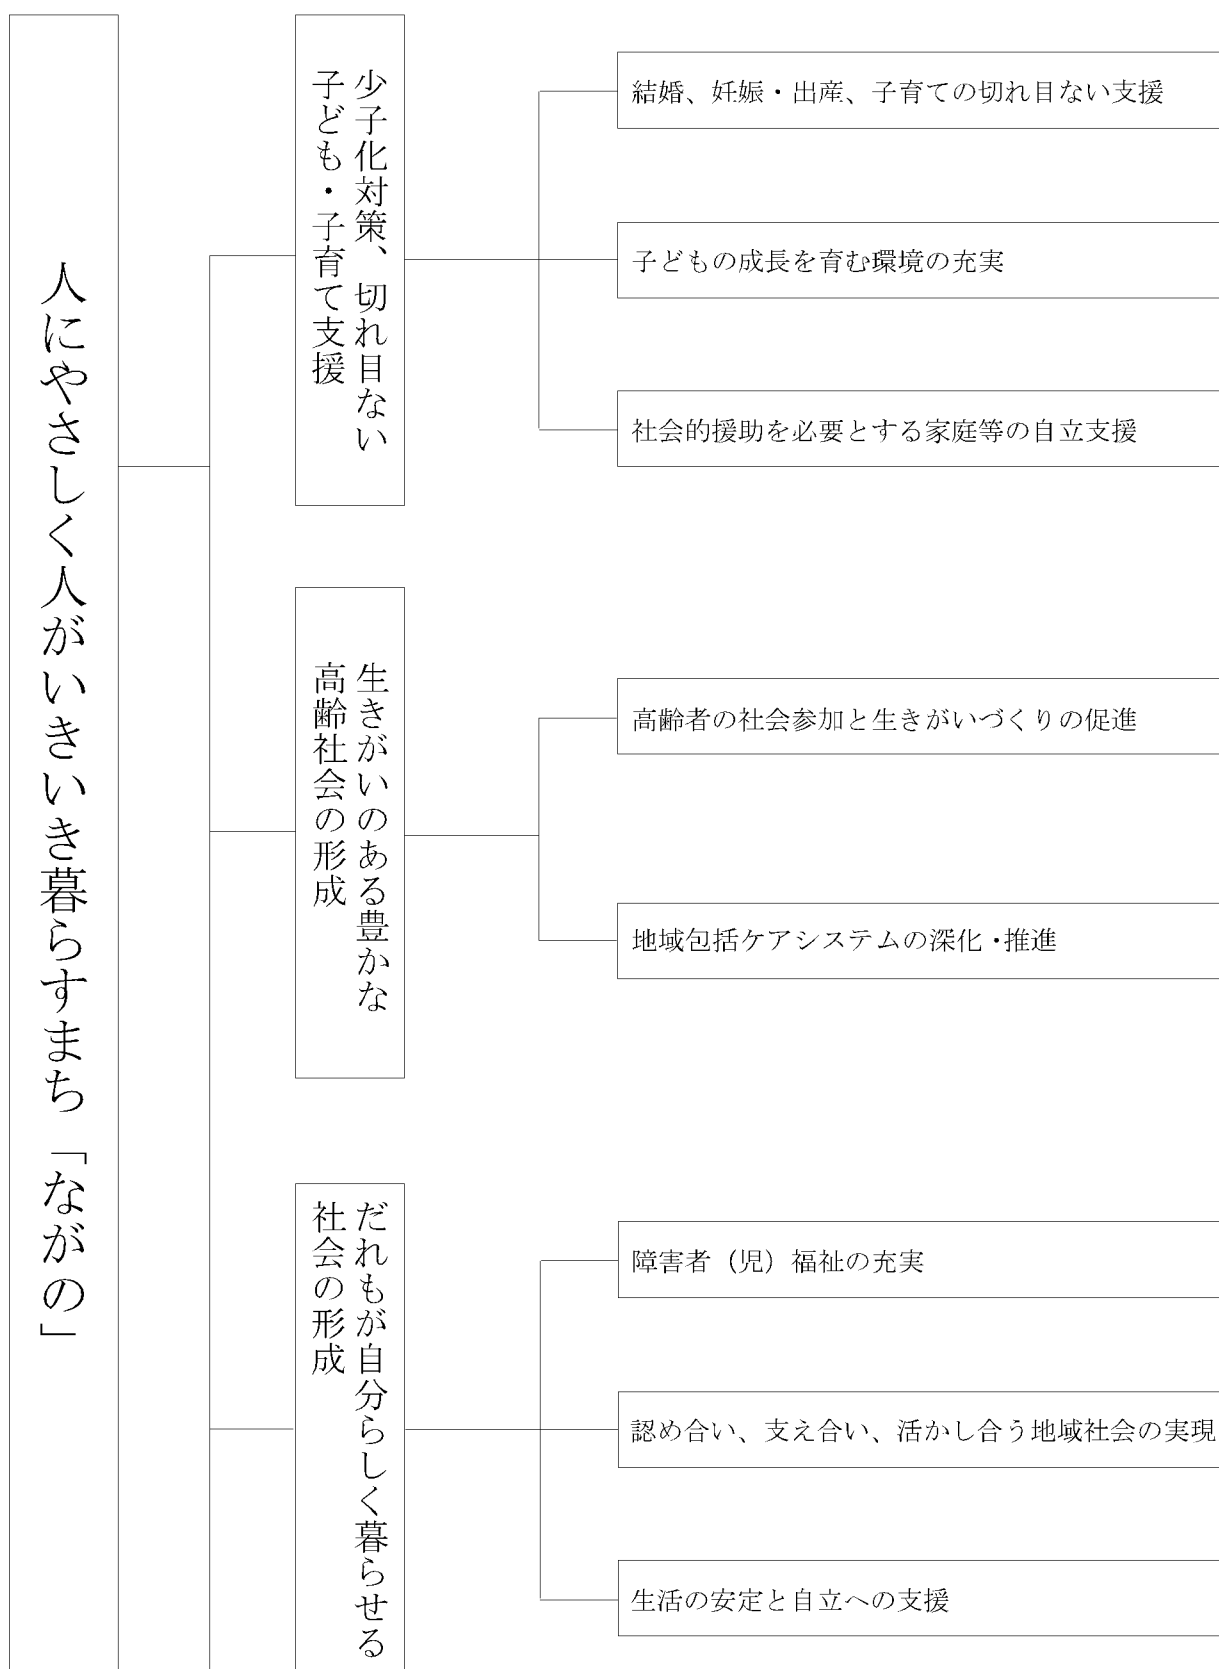 人にやさしく人がいきいき暮らすまち「ながの」
少子化対策、切れ目ない
子ども・子育て支援
結婚、妊娠・出産、子育ての切れ目ない支援
子どもの成長を育む環境の充実
社会的援助を必要とする家庭等の自立支援
生きがいのある豊かな
高齢社会の形成
高齢者の社会参加と生きがいづくりの促進
地域包括ケアシステムの深化・推進
だれもが自分らしく暮らせる
社会の形成
障害者（児）福祉の充実
認め合い、支え合い、活かし合う地域社会の実現
生活の安定と自立への支援